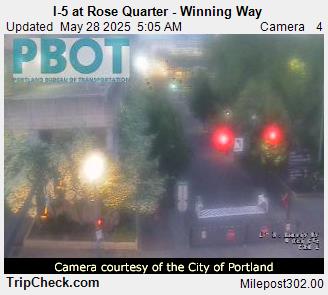 I-5 at Rose Quarter - Winning Way
Updated May 28 2025 5:05 AM Camera 4
PBOT
PORTLAND BUREAU OF TRANSPORTATION
Camera courtesy of the City of Portland
TripCheck.com Milepost302.00